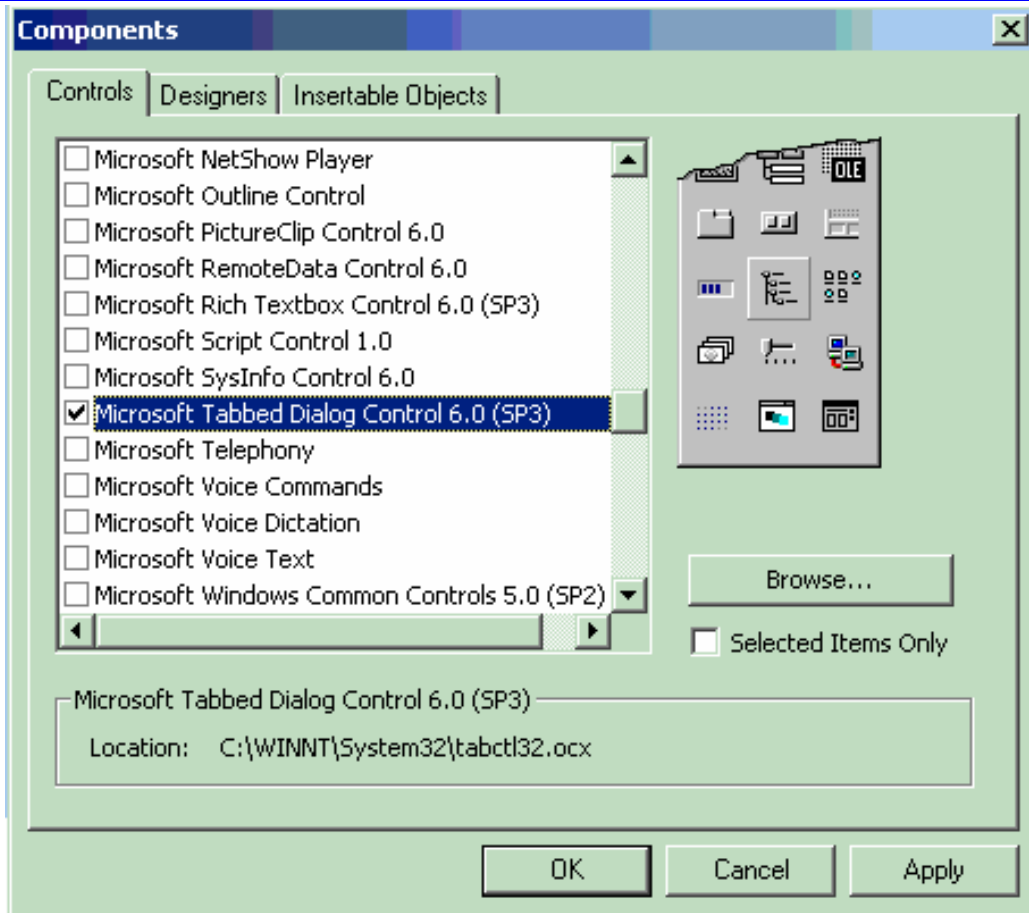 Components
Controls
Designers
Insertable Objects
Microsoft NetShow Player
Microsoft Outline Control
Microsoft PictureClip Control 6.0
Microsoft RemoteData Control 6.0
Microsoft Rich Textbox Control 6.0 (SP3)
Microsoft Script Control 1.0
Microsoft SysInfo Control 6.0
Microsoft Tabbed Dialog Control 6.0 (SP3)
Microsoft Telephony
Microsoft Voice Commands
Microsoft Voice Dictation
Microsoft Voice Text
Microsoft Windows Common Controls 5.0 (SP2)
OLE
Browse...
Selected Items Only
Microsoft Tabbed Dialog Control 6.0 (SP3)
Location: C:\WINNT\System32\tabctl32.ocx
OK
Cancel
Apply